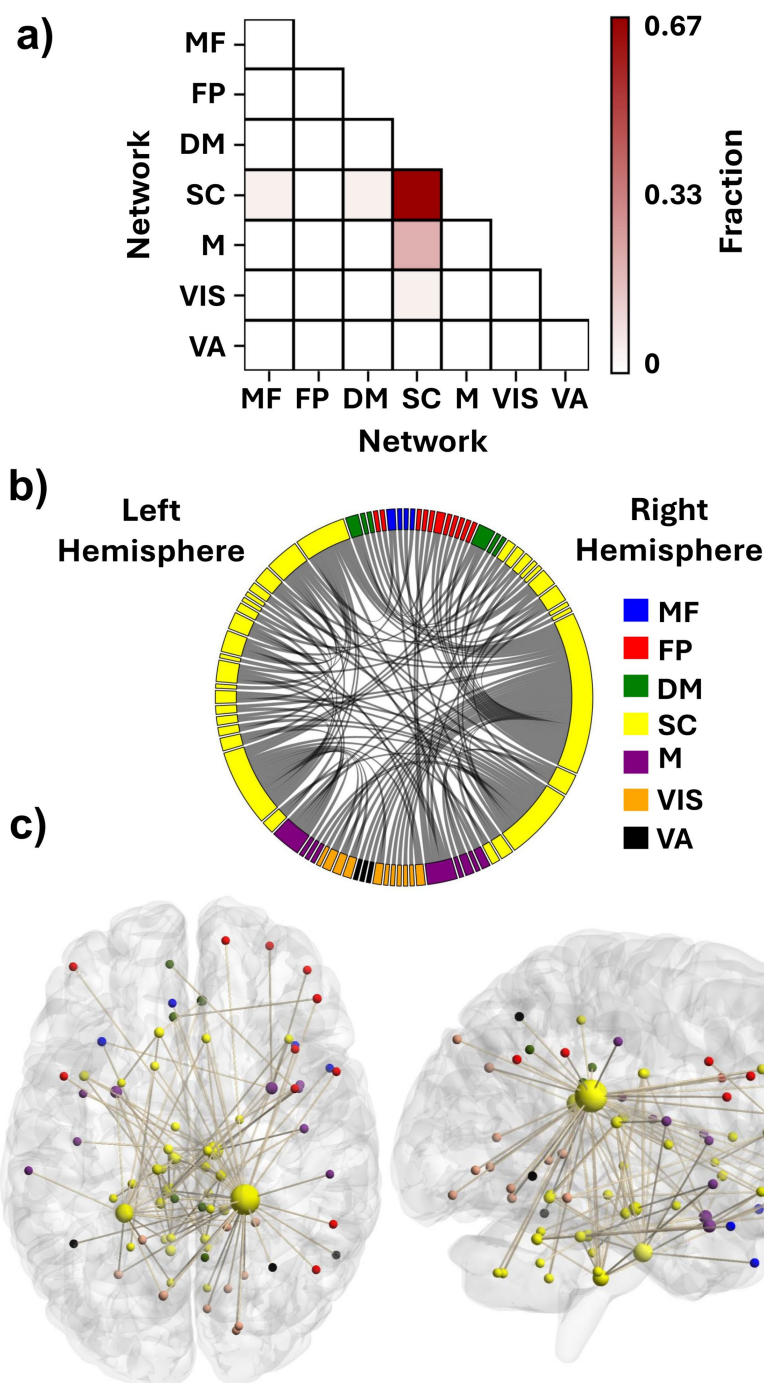 a)
MF
FP
DM
SC
M
VIS
VA
Network
MF FP DM SC M VIS VA
Network
0.67
0.33
0
Fraction
b)
Left
Hemisphere
Right
Hemisphere
MF
FP
DM
SC
M
VIS
VA
c)